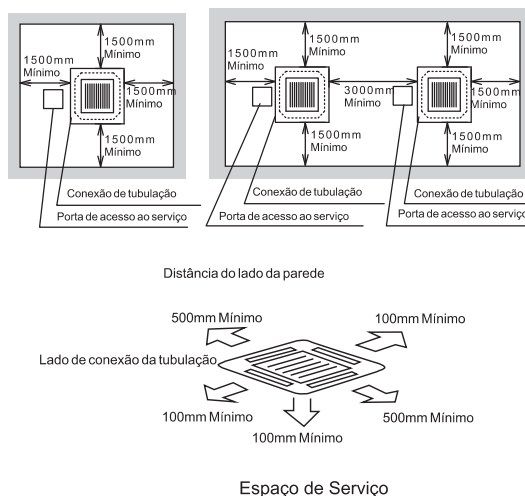 1500mm
Mínimo
1500mm
Mínimo
1500mm
Mínimo
1500mm
Mínimo
Conexão de tubulação
Porta de acesso ao serviço
1500mm
Mínimo
1500mm
Mínimo
1500mm
Mínimo
3000mm
Mínimo
1500mm
Mínimo
1500mm
Mínimo
1500mm
Mínimo
Conexão de tubulação
Conexão de tubulação
Porta de acesso ao serviço
Porta de acesso ao serviço
Distância do lado da parede
500mm Mínimo
100mm Mínimo
Lado de conexão da tubulação
100mm Mínimo
500mm Mínimo
100mm Mínimo
Espaço de Serviço